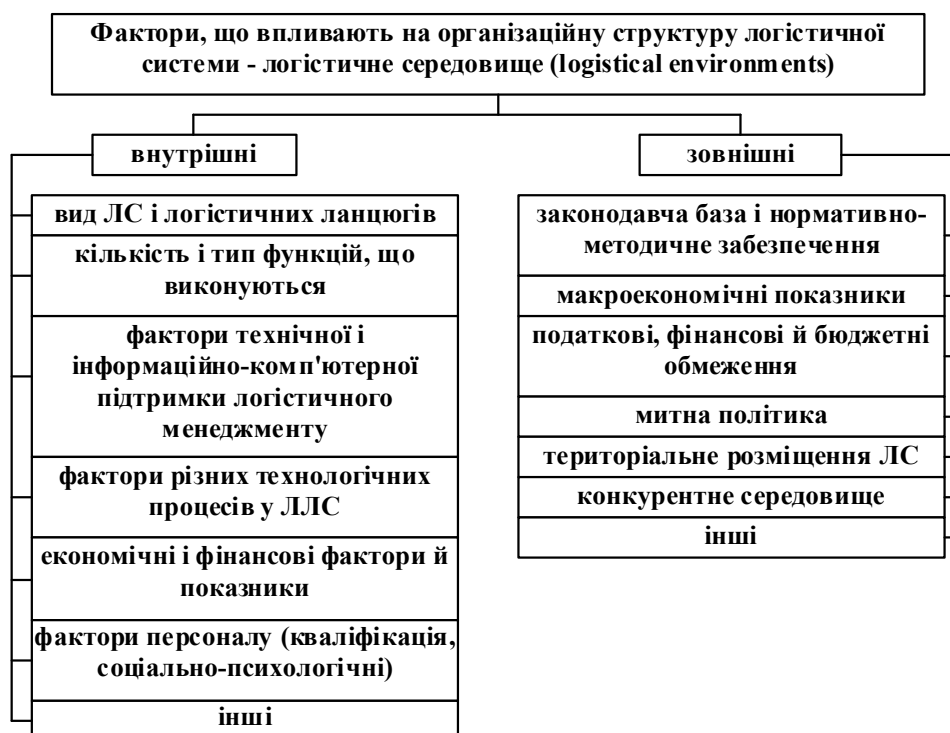 Фактори, що впливають на організаційну структуру логістичної
системи - логістичне середовище (logistical environments)
внутрішні
вид ЛС і логістичних ланцюгів
кількість і тип функцій, що
виконуються
фактори технічної і
інформаційно-комп'ютерної
підтримки логістичного
менеджменту
фактори різних технологічних
процесів у ЛЛС
економічні і фінансові фактори й
показники
фактори персоналу (кваліфікація,
соціально-психологічні)
інші
зовнішні
законодавча база і нормативно-
методичне забезпечення
макроекономічні показники
податкові, фінансові й бюджетні
обмеження
митна політика
територіальне розміщення ЛС
конкурентне середовище
інші